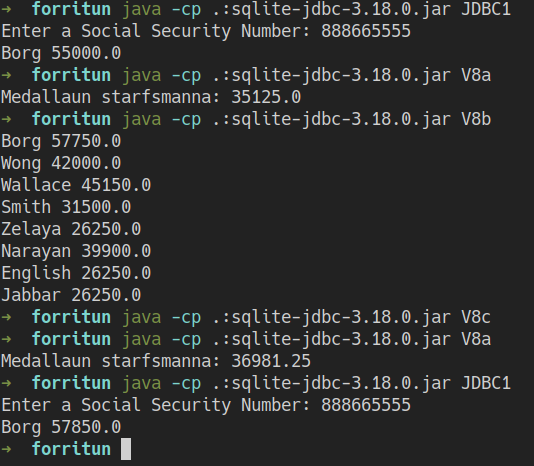 ➜  forritun java -cp .:sqlite-jdbc-3.18.0.jar JDBC1
Enter a Social Security Number: 888665555
Borg 55000.0
➜  forritun java -cp .:sqlite-jdbc-3.18.0.jar V8a
Medallaun starfsmanna: 35125.0
➜  forritun java -cp .:sqlite-jdbc-3.18.0.jar V8b
Borg 57750.0
Wong 42000.0
Wallace 45150.0
Smith 31500.0
Zelaya 26250.0
Narayan 39900.0
English 26250.0
Jabbar 26250.0
➜  forritun java -cp .:sqlite-jdbc-3.18.0.jar V8c
➜  forritun java -cp .:sqlite-jdbc-3.18.0.jar V8a
Medallaun starfsmanna: 36981.25
➜  forritun java -cp .:sqlite-jdbc-3.18.0.jar JDBC1
Enter a Social Security Number: 888665555
Borg 57850.0
➜  forritun